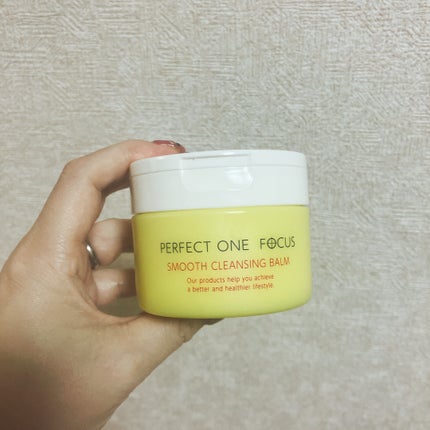 PERFECT ONE FOCUS
SMOOTH CLEANSING BALM
Our products help you achieve
a better and healthier lifestyle.